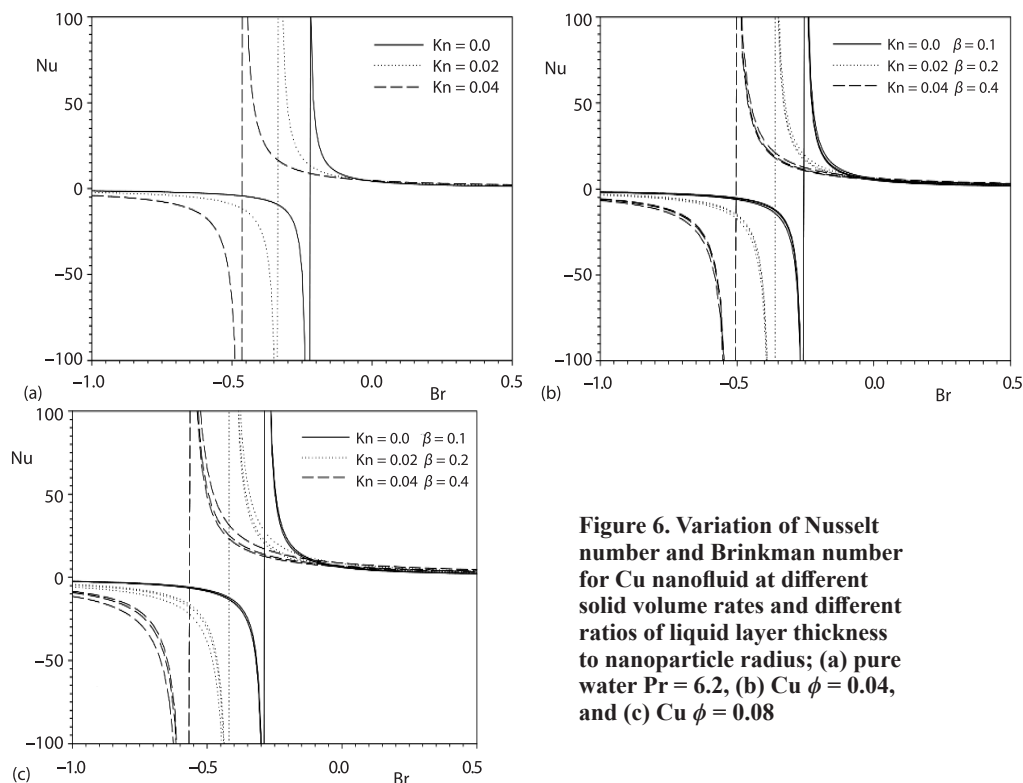 100
Nu
50
0
−50
−100
−1.0 −0.5 0.0 0.5
Br
(a)
Kn = 0.0
Kn = 0.02
Kn = 0.04
100
Nu
50
0
−50
−100
−1.0 −0.5 0.0 0.5
Br
(b)
Kn = 0.0 β = 0.1
Kn = 0.02 β = 0.2
Kn = 0.04 β = 0.4
100
Nu
50
0
−50
−100
−1.0 −0.5 0.0 0.5
Br
(c)
Kn = 0.0 β = 0.1
Kn = 0.02 β = 0.2
Kn = 0.04 β = 0.4
Figure 6. Variation of Nusselt
number and Brinkman number
for Cu nanofluid at different
solid volume rates and different
ratios of liquid layer thickness
to nanoparticle radius; (a) pure
water Pr = 6.2, (b) Cu ϕ = 0.04,
and (c) Cu ϕ = 0.08